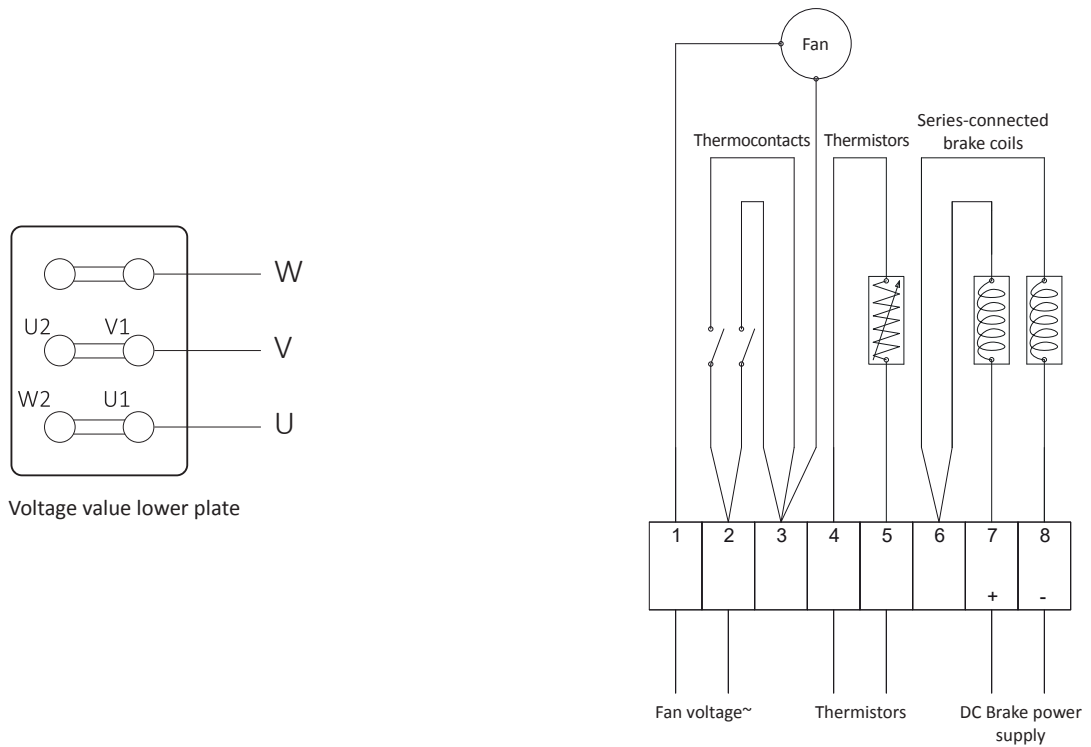 W
U2 V1
V
W2 U1
U
Voltage value lower plate
Fan
Thermocontacts
Thermistors
Series-connected
brake coils
1 2 3 4 5 6 7 8
+ -
Fan voltage~
Thermistors
DC Brake power
supply